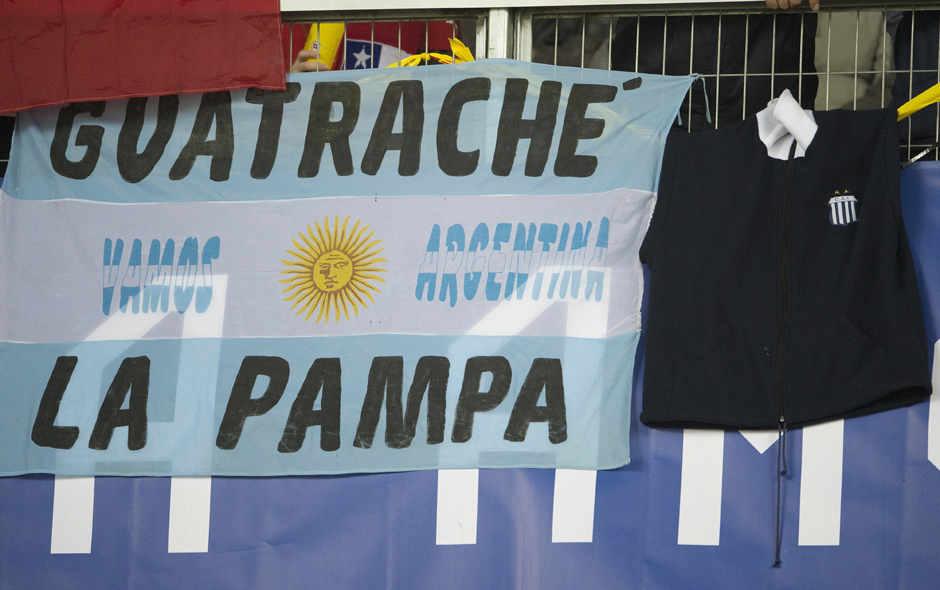 GUATRACHÉ
VAMOS ARGENTINA
LA PAMPA